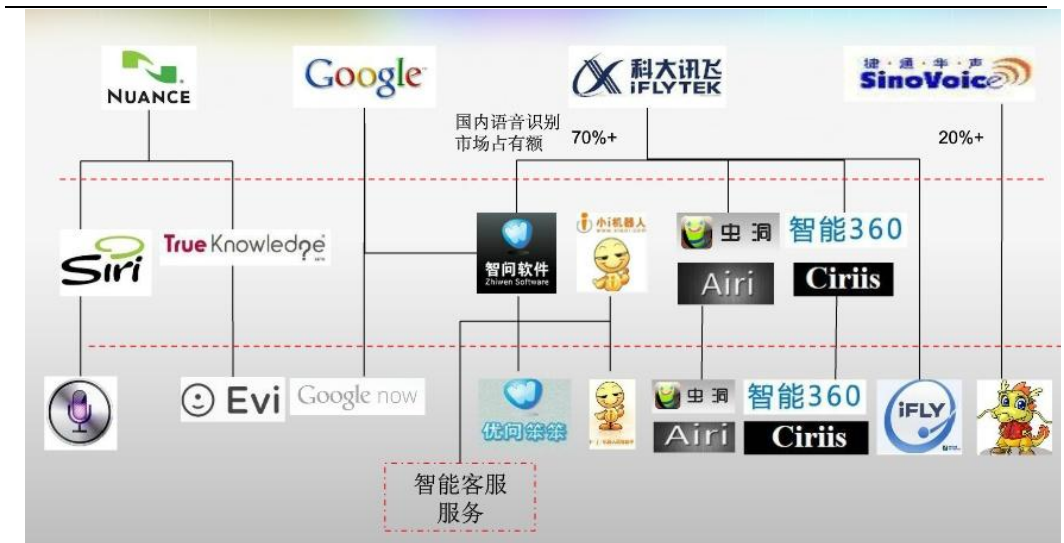 NUANCE
Google
科大讯飞
iFLYTEK
捷·通·华·声
SinoVoice
国内语音识别
市场占有额
70%+
20%+
Siri
True Knowledge
智问软件
Zhiwen Software
小i机器人
虫洞
智能360
Airi
Ciriis
Evi
Google now
优问笨笨
虫洞
智能360
Airi
Ciriis
iFLY
智能客服
服务